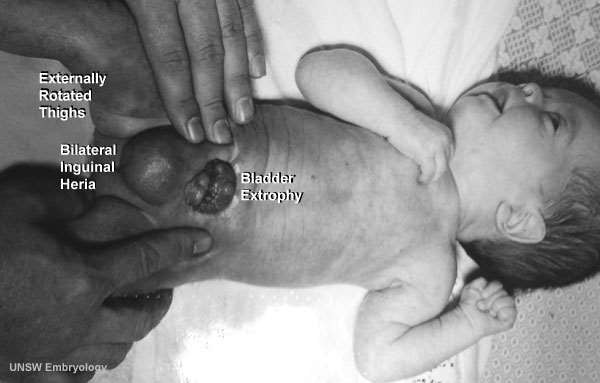 Externally
Rotated
Thighs
Bilateral
Inguinal
Heria
Bladder
Extrophy
UNSW Embryology